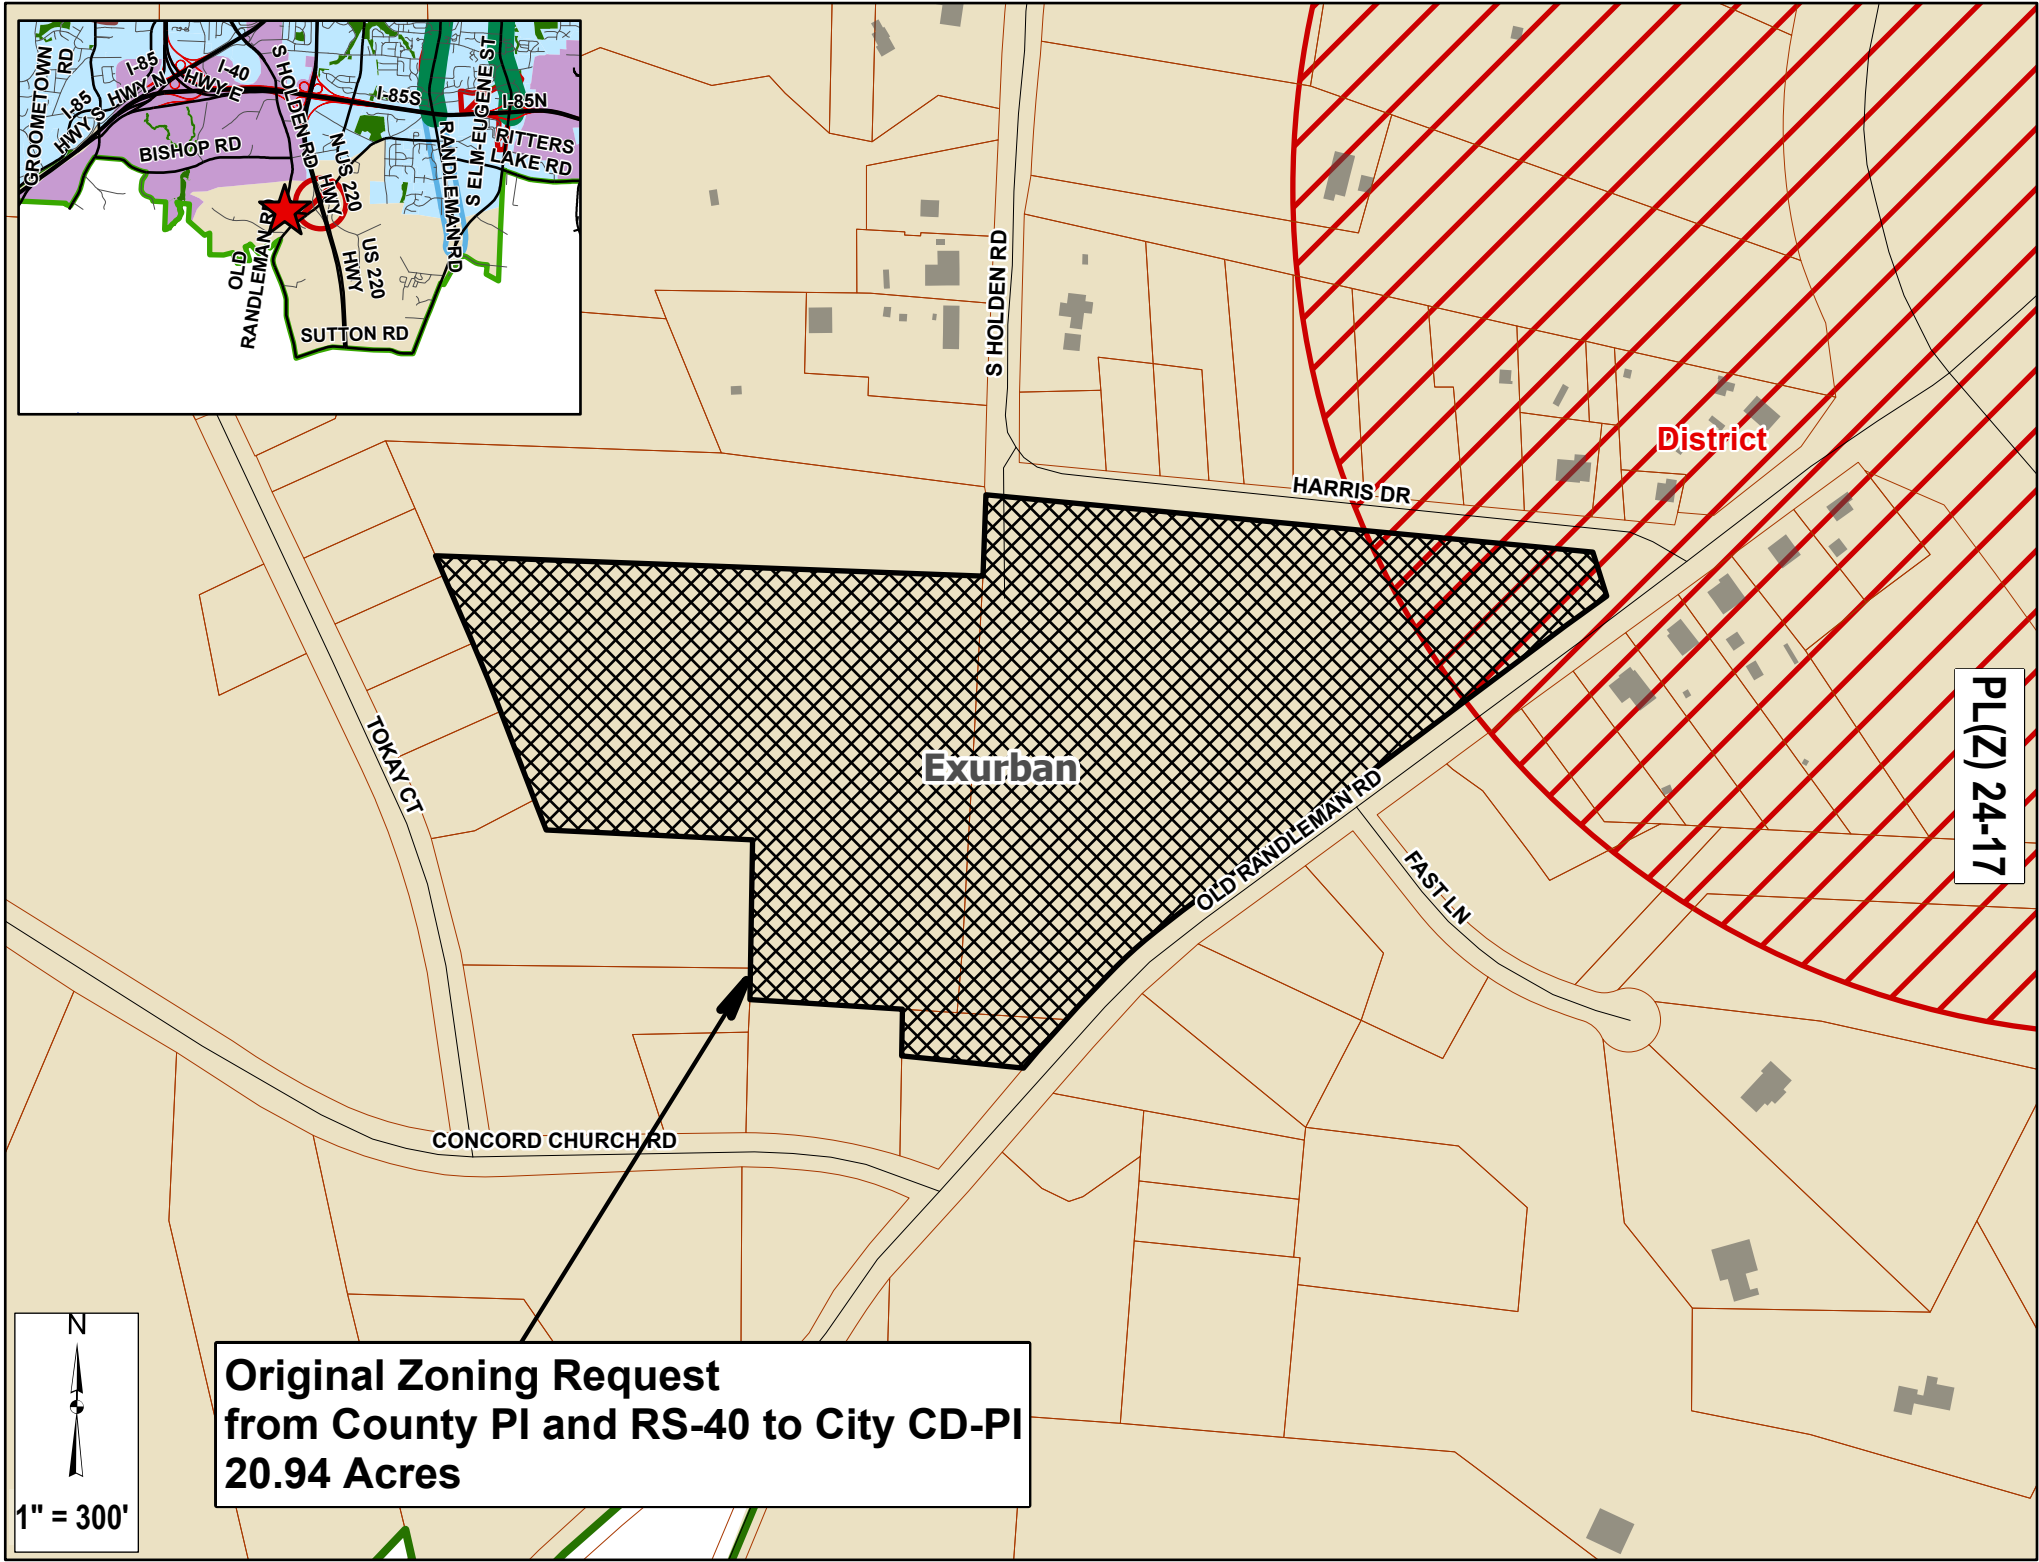 GROOMETOWN
RD
I-85
HWY S
I-85
HWY N
I-40
HWY E
S HOLDEN RD
I-85S
I-85N
BISHOP RD
N US 220
HWY
RANDLEMAN RD
S ELM-EUGENE ST
RITTERS
LAKE RD
OLD
RANDLEMAN RD
US 220
HWY
SUTTON RD
S HOLDEN RD
District
HARRIS DR
TOKAY CT
Exurban
OLD RANDLEMAN RD
FAST LN
PL(Z) 24-17
CONCORD CHURCH RD
N
1" = 300'
Original Zoning Request
from County PI and RS-40 to City CD-PI
20.94 Acres